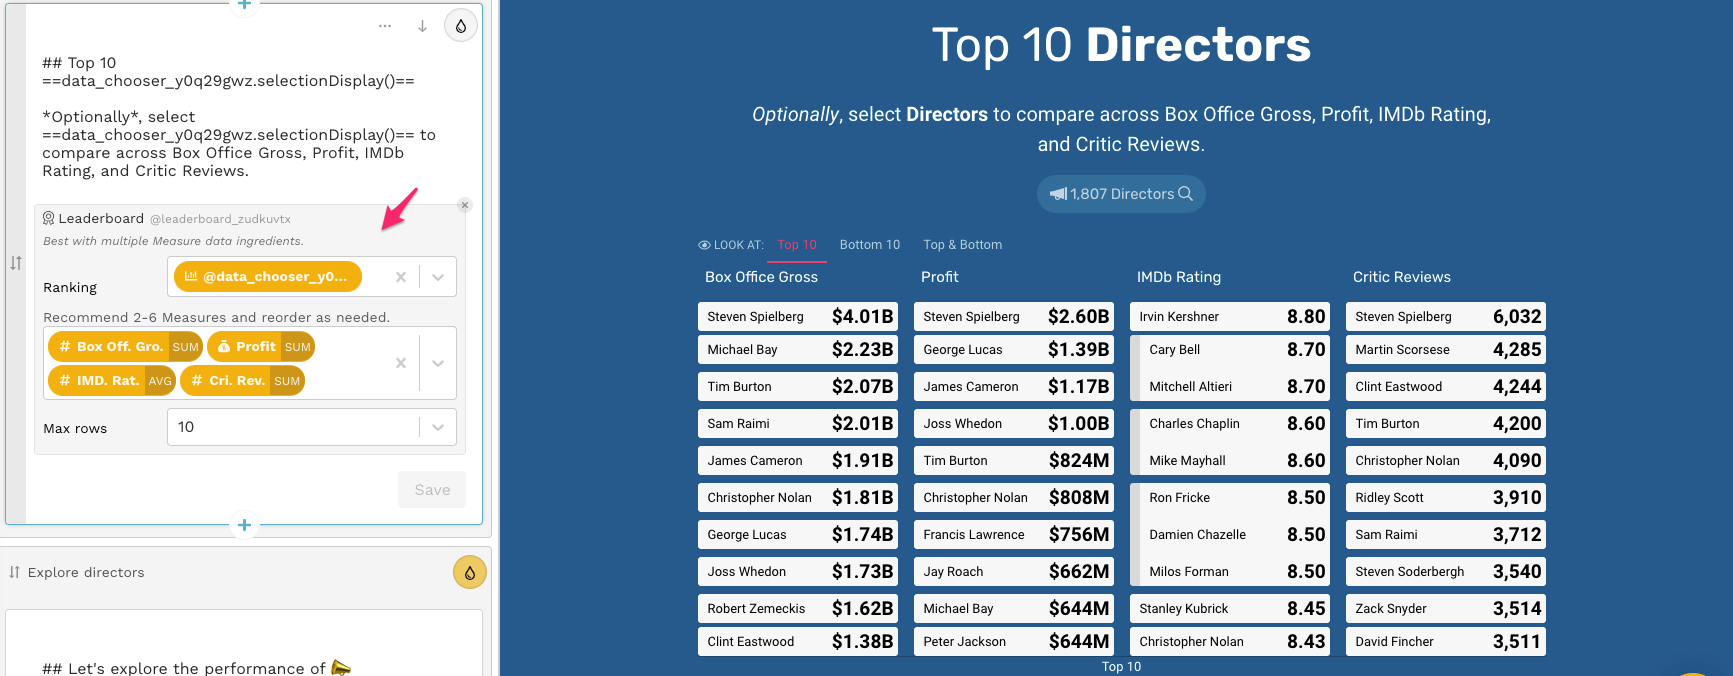 ## Top 10
==data_chooser_y0q29gwz.selectionDisplay()==
*Optionally*, select
==data_chooser_y0q29gwz.selectionDisplay()== to
compare across Box Office Gross, Profit, IMDb
Rating, and Critic Reviews.
Leaderboard @leaderboard_zudkuvtx
Best with multiple Measure data ingredients.
Ranking @data_chooser_y0...
Recommend 2-6 Measures and reorder as needed.
# Box Off. Gro. SUM Profit SUM
# IMD. Rat. AVG # Cri. Rev. SUM
Max rows 10
Save
Explore directors
## Let's explore the performance of
Top 10 Directors
Optionally, select Directors to compare across Box Office Gross, Profit, IMDb Rating,
and Critic Reviews.
1,807 Directors
LOOK AT: Top 10 Bottom 10 Top & Bottom
Box Office Gross Profit IMDb Rating Critic Reviews
Steven Spielberg $4.01B Steven Spielberg $2.60B Irvin Kershner 8.80 Steven Spielberg 6,032
Michael Bay $2.23B George Lucas $1.39B Cary Bell 8.70 Martin Scorsese 4,285
Tim Burton $2.07B James Cameron $1.17B Mitchell Altieri 8.70 Clint Eastwood 4,244
Sam Raimi $2.01B Joss Whedon $1.00B Charles Chaplin 8.60 Tim Burton 4,200
James Cameron $1.91B Tim Burton $824M Mike Mayhall 8.60 Christopher Nolan 4,090
Christopher Nolan $1.81B Christopher Nolan $808M Ron Fricke 8.50 Ridley Scott 3,910
George Lucas $1.74B Francis Lawrence $756M Damien Chazelle 8.50 Sam Raimi 3,712
Joss Whedon $1.73B Jay Roach $662M Milos Forman 8.50 Steven Soderbergh 3,540
Robert Zemeckis $1.62B Michael Bay $644M Stanley Kubrick 8.45 Zack Snyder 3,514
Clint Eastwood $1.38B Peter Jackson $644M Christopher Nolan 8.43 David Fincher 3,511
Top 10